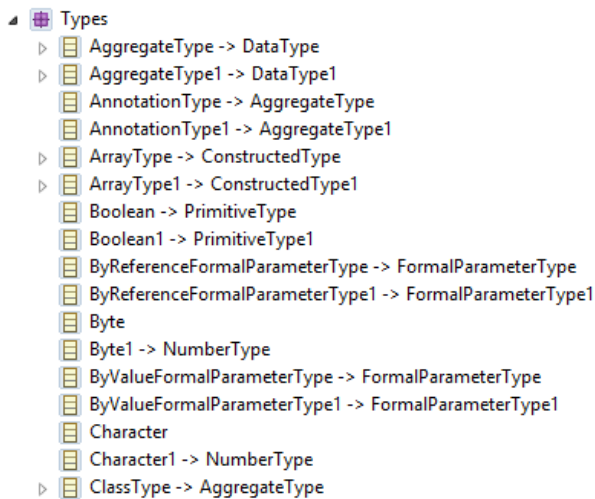 Types
AggregateType -> DataType
AggregateType1 -> DataType1
AnnotationType -> AggregateType
AnnotationType1 -> AggregateType1
ArrayType -> ConstructedType
ArrayType1 -> ConstructedType1
Boolean -> PrimitiveType
Boolean1 -> PrimitiveType1
ByReferenceFormalParameterType -> FormalParameterType
ByReferenceFormalParameterType1 -> FormalParameterType1
Byte
Byte1 -> NumberType
ByValueFormalParameterType -> FormalParameterType
ByValueFormalParameterType1 -> FormalParameterType1
Character
Character1 -> NumberType
ClassType -> AggregateType